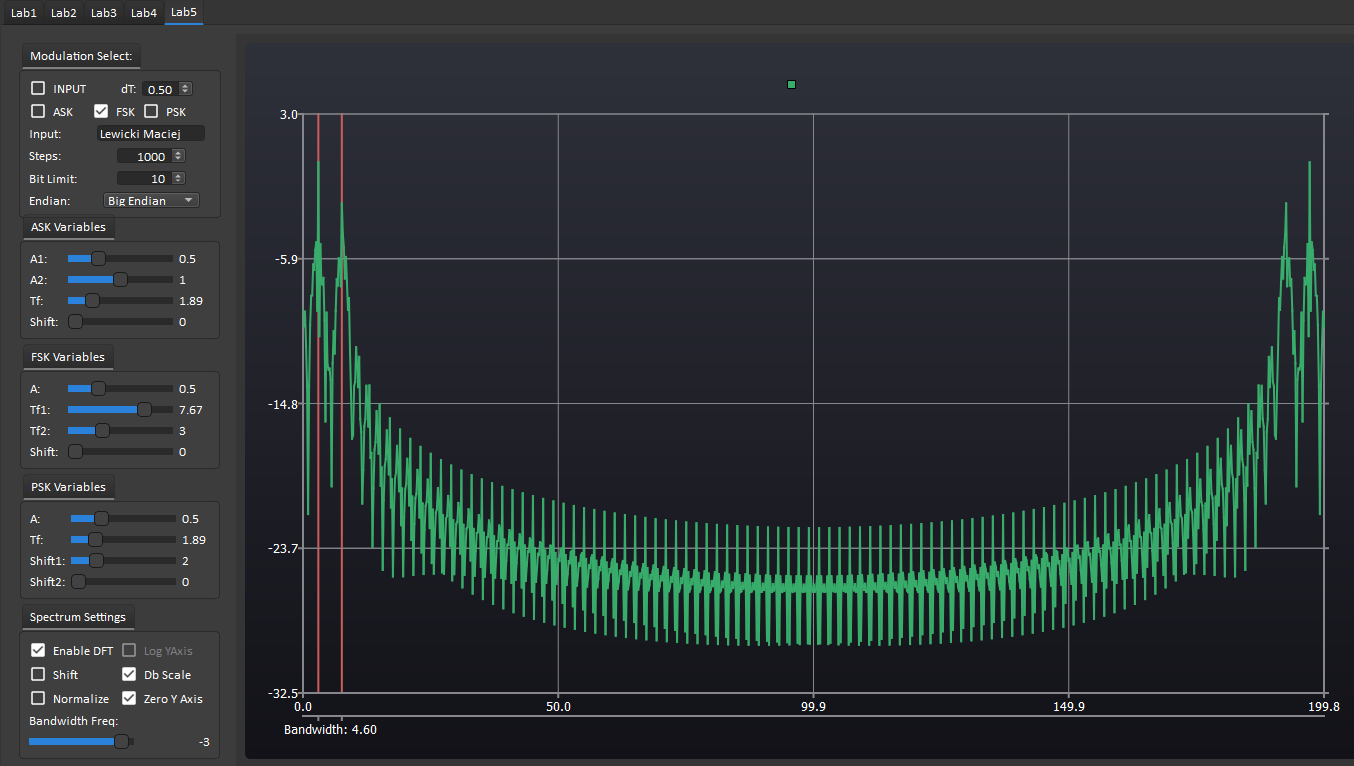 Lab1 Lab2 Lab3 Lab4 Lab5
Modulation Select:
INPUT dT: 0.50
ASK FSK PSK
Input: Lewicki Maciej
Steps: 1000
Bit Limit: 10
Endian: Big Endian
ASK Variables
A1: 0.5
A2: 1
Tf: 1.89
Shift: 0
FSK Variables
A: 0.5
Tf1: 7.67
Tf2: 3
Shift: 0
PSK Variables
A: 0.5
Tf: 1.89
Shift1: 2
Shift2: 0
Spectrum Settings
Enable DFT Log YAxis
Shift Db Scale
Normalize Zero Y Axis
Bandwidth Freq:
-3
3.0
-5.9
-14.8
-23.7
-32.5
0.0 50.0 99.9 149.9 199.8
Bandwidth: 4.60